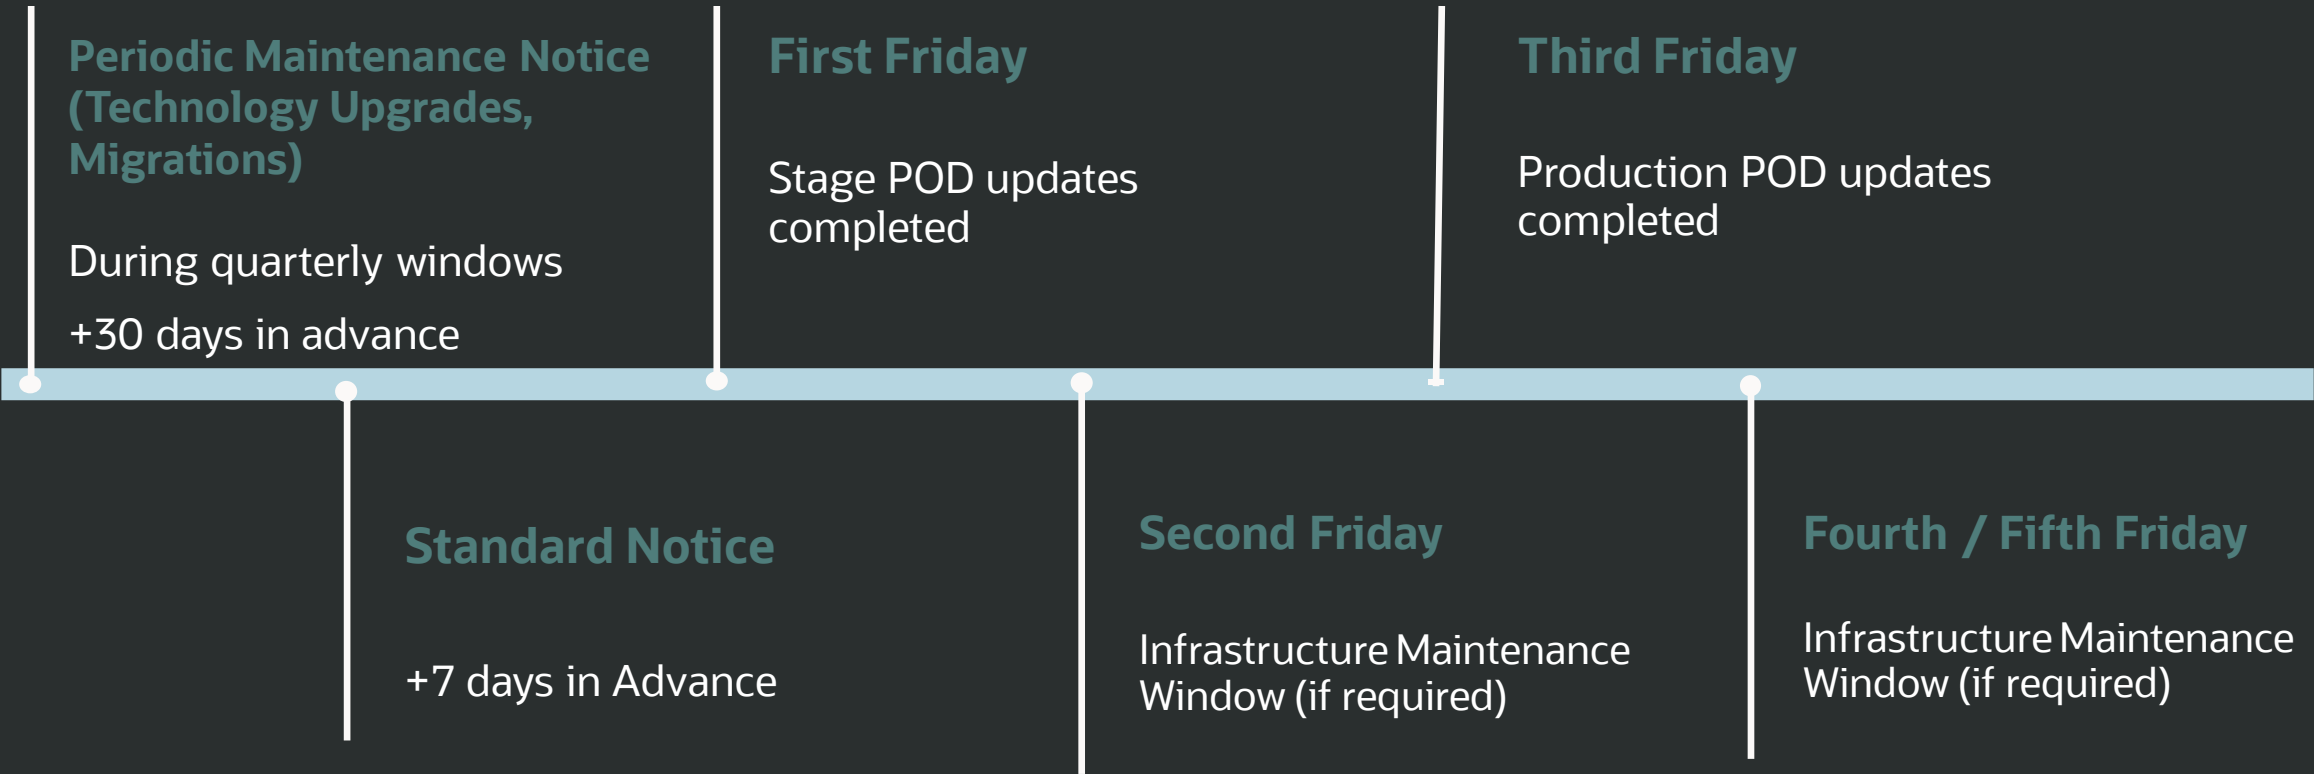 Periodic Maintenance Notice
(Technology Upgrades,
Migrations)
During quarterly windows
+30 days in advance
First Friday
Stage POD updates
completed
Third Friday
Production POD updates
completed
Standard Notice
+7 days in Advance
Second Friday
Infrastructure Maintenance
Window (if required)
Fourth / Fifth Friday
Infrastructure Maintenance
Window (if required)